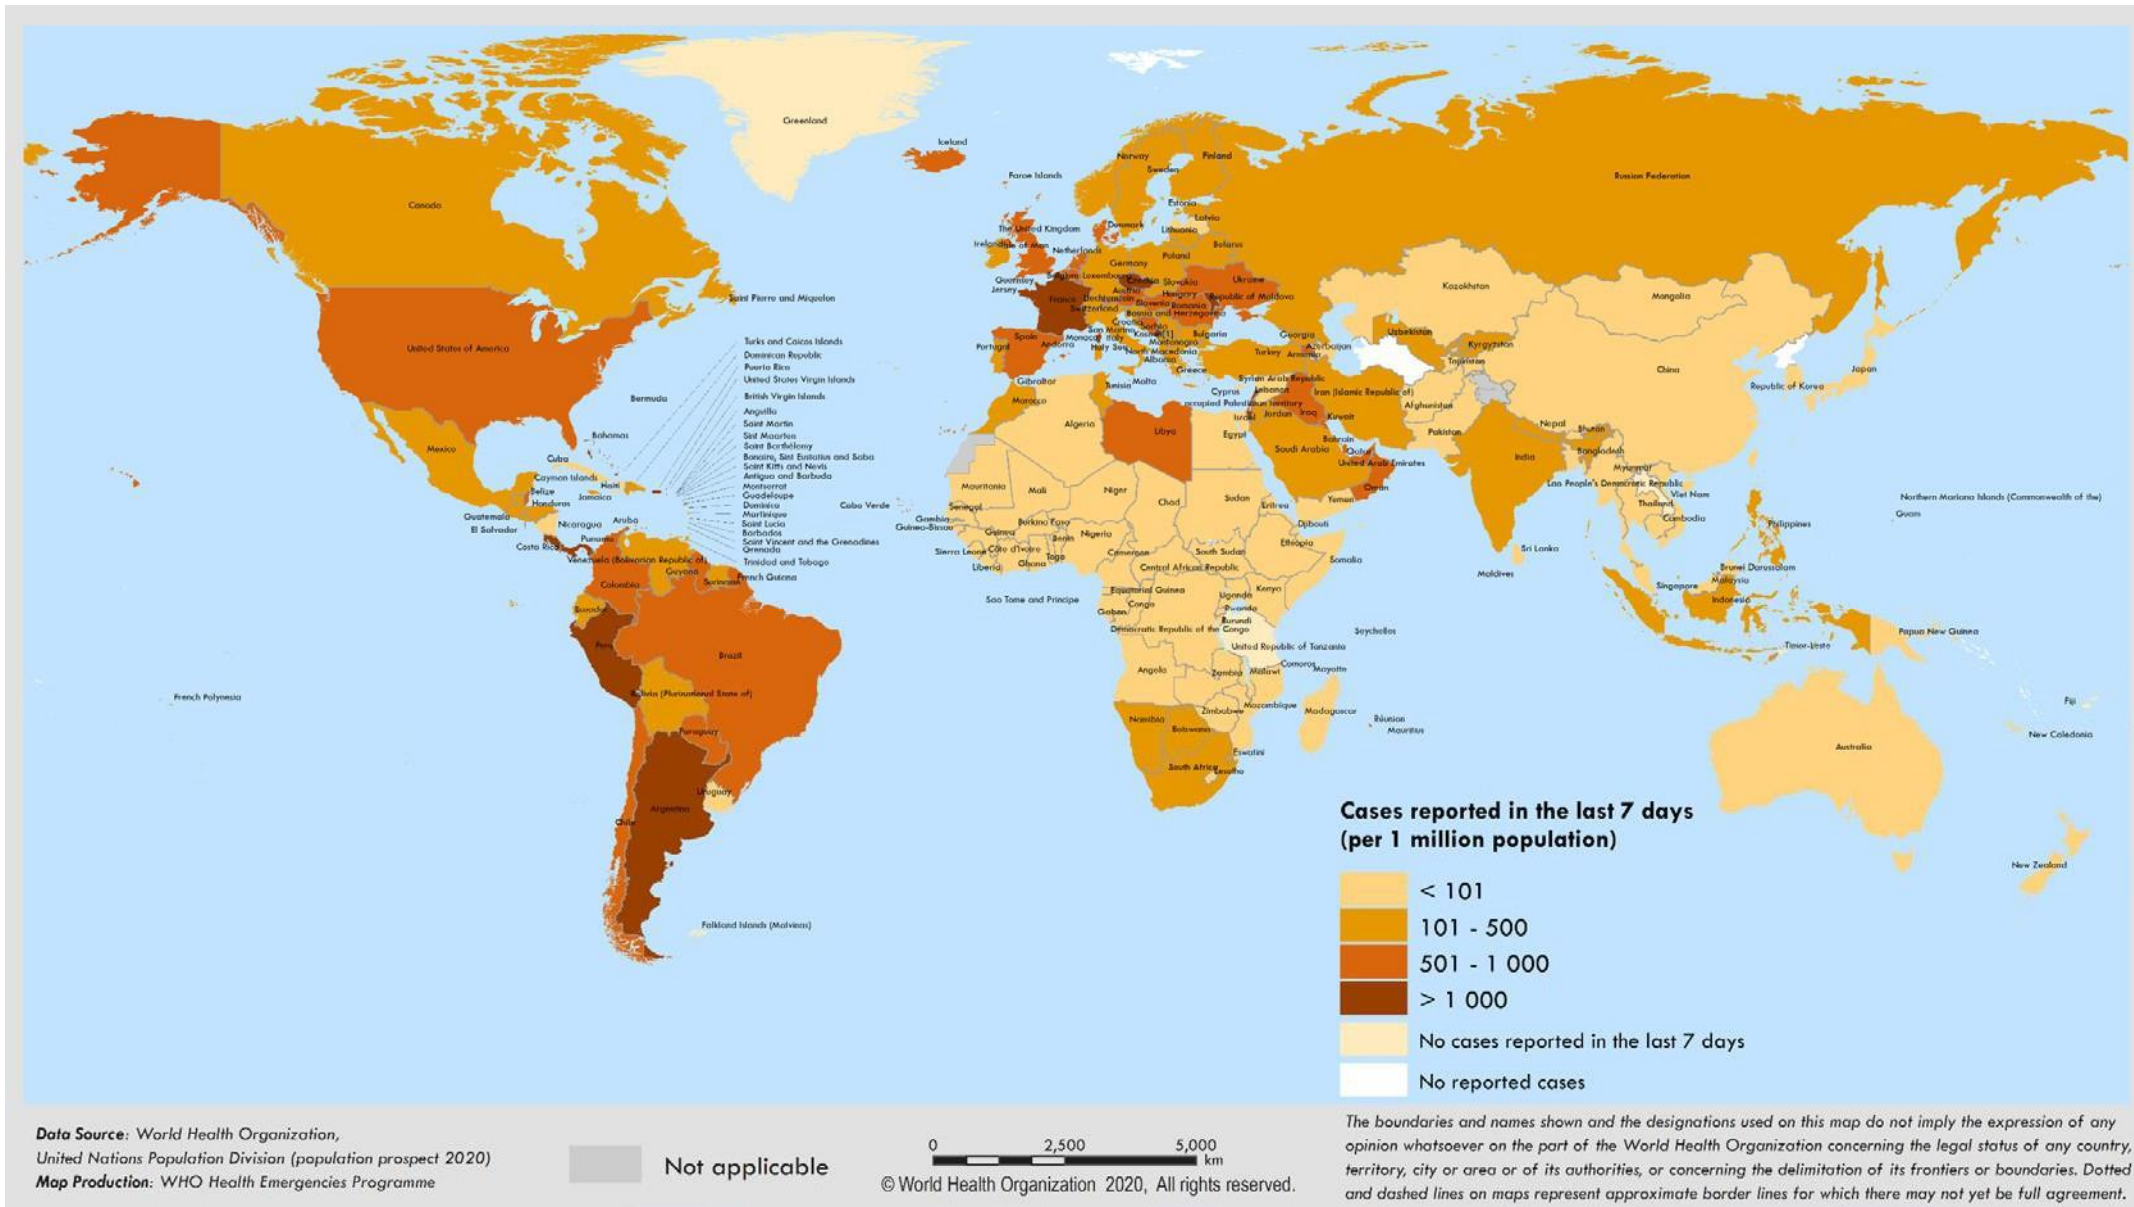 Greenland
Iceland
Faroe Islands
Norway
Sweden
Finland
Russian Federation
Canada
Estonia
Latvia
Lithuania
Denmark
The United Kingdom
Ireland
Isle of Man
Netherlands
Belarus
Poland
Germany
Belgium
Luxembourg
Guernsey
Jersey
Czechia
Slovakia
Ukraine
Kazakhstan
Mongolia
Saint Pierre and Miquelon
France
Liechtenstein
Austria
Hungary
Republic of Moldova
Switzerland
Slovenia
Romania
Bosnia and Herzegovina
Croatia
San Marino
Serbia
Kosovo[1]
Bulgaria
Georgia
Uzbekistan
Kyrgyzstan
United States of America
Spain
Portugal
Andorra
Monaco
Italy
Montenegro
Holy See
North Macedonia
Albania
Greece
Turkey
Armenia
Azerbaijan
Tajikistan
China
Japan
Republic of Korea
Turks and Caicos Islands
Dominican Republic
Puerto Rico
United States Virgin Islands
British Virgin Islands
Anguilla
Saint Martin
Sint Maarten
Saint Barthélemy
Bonaire, Sint Eustatius and Saba
Saint Kitts and Nevis
Antigua and Barbuda
Montserrat
Guadeloupe
Dominica
Martinique
Saint Lucia
Barbados
Saint Vincent and the Grenadines
Grenada
Trinidad and Tobago
Bermuda
Bahamas
Mexico
Cuba
Cayman Islands
Haiti
Belize
Jamaica
Honduras
Guatemala
El Salvador
Nicaragua
Aruba
Costa Rica
Panama
Venezuela (Bolivarian Republic of)
Guyana
Suriname
French Guiana
Colombia
Ecuador
Peru
Brazil
Bolivia (Plurinational State of)
Paraguay
Uruguay
Argentina
Chile
Falkland Islands (Malvinas)
French Polynesia
Gibraltar
Tunisia
Malta
Cyprus
Syrian Arab Republic
Lebanon
occupied Palestinian territory
Israel
Jordan
Iraq
Iran (Islamic Republic of)
Kuwait
Afghanistan
Pakistan
Morocco
Algeria
Libya
Egypt
Saudi Arabia
Bahrain
Qatar
United Arab Emirates
Oman
Yemen
Nepal
Bhutan
India
Bangladesh
Myanmar
Lao People's Democratic Republic
Viet Nam
Thailand
Cambodia
Philippines
Northern Mariana Islands (Commonwealth of the)
Guam
Sri Lanka
Maldives
Brunei Darussalam
Malaysia
Singapore
Indonesia
Timor-Leste
Papua New Guinea
Cabo Verde
Mauritania
Mali
Niger
Chad
Sudan
Eritrea
Senegal
Gambia
Guinea-Bissau
Guinea
Burkina Faso
Benin
Nigeria
Djibouti
Ethiopia
Somalia
Sierra Leone
Côte d'Ivoire
Togo
Ghana
Liberia
Cameroon
South Sudan
Central African Republic
Equatorial Guinea
Uganda
Kenya
Sao Tome and Principe
Congo
Gabon
Rwanda
Burundi
Democratic Republic of the Congo
United Republic of Tanzania
Seychelles
Angola
Zambia
Malawi
Comoros
Mayotte
Zimbabwe
Mozambique
Madagascar
Réunion
Mauritius
Namibia
Botswana
Eswatini
South Africa
Lesotho
Fiji
New Caledonia
Australia
New Zealand
Cases reported in the last 7 days
(per 1 million population)
< 101
101 - 500
501 - 1 000
> 1 000
No cases reported in the last 7 days
No reported cases
Data Source: World Health Organization,
United Nations Population Division (population prospect 2020)
Map Production: WHO Health Emergencies Programme
Not applicable
0 2,500 5,000
km
© World Health Organization 2020, All rights reserved.
The boundaries and names shown and the designations used on this map do not imply the expression of any
opinion whatsoever on the part of the World Health Organization concerning the legal status of any country,
territory, city or area or of its authorities, or concerning the delimitation of its frontiers or boundaries. Dotted
and dashed lines on maps represent approximate border lines for which there may not yet be full agreement.